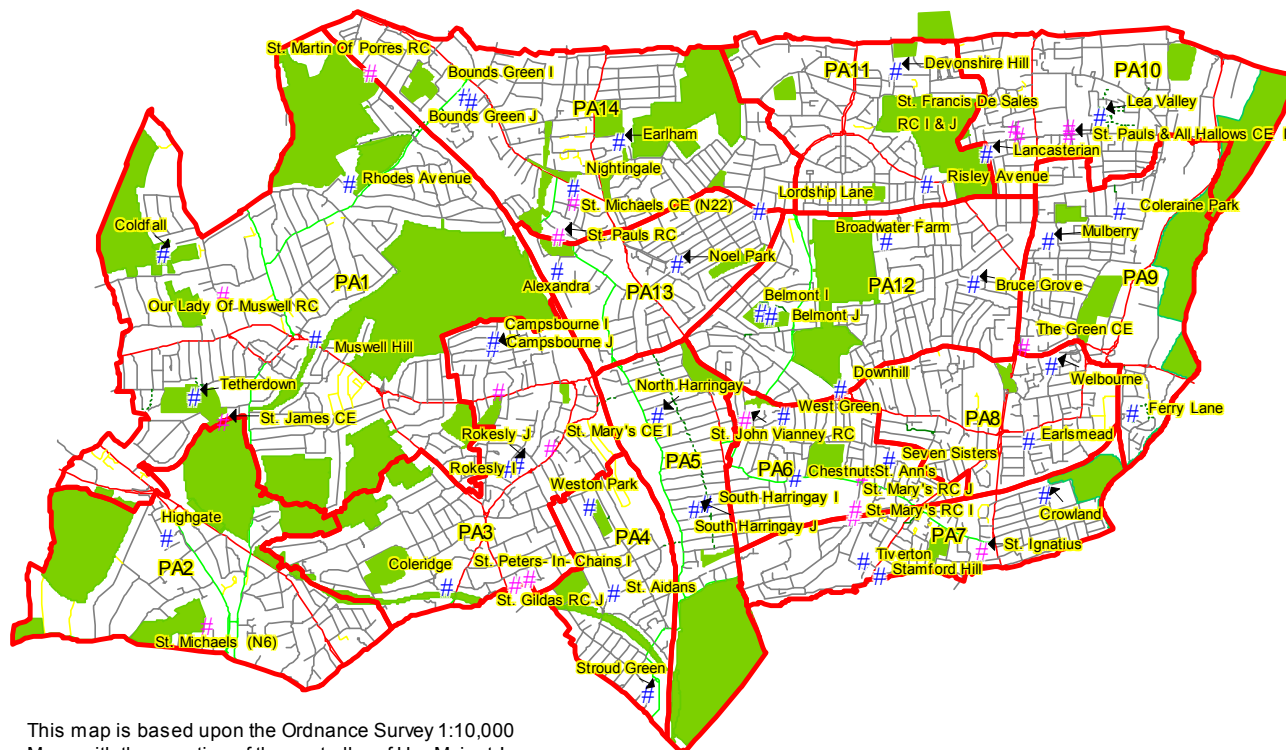 St. Martin Of Porres RC
Bounds Green I
Bounds Green J
PA14
Earlham
PA11
Devonshire Hill
PA10
St. Francis De Sales
RC I & J
Lea Valley
St. Pauls & All Hallows CE I
Lancasterian
Nightingale
Rhodes Avenue
Lordship Lane
Risley Avenue
St. Michaels CE (N22)
Coleraine Park
Coldfall
St. Pauls RC
Broadwater Farm
Mulberry
Noel Park
PA1
Alexandra
PA13
PA12
Bruce Grove
PA9
Our Lady Of Muswell RC
Belmont I
Belmont J
Campsbourne I
Campsbourne J
The Green CE
Muswell Hill
Downhill
Welbourne
Tetherdown
North Harringay
West Green
Ferry Lane
St. James CE
PA8
St. Mary's CE I
St. John Vianney RC
Earlsmead
Rokesly J
Rokesly I
PA5
PA6
Seven Sisters
Chestnuts
St. Ann's
Weston Park
South Harringay I
St. Mary's RC J
Crowland
Highgate
St. Mary's RC I
South Harringay J
PA3
PA4
PA7
St. Ignatius
PA2
Coleridge
St. Peters- In- Chains I
Tiverton
Stamford Hill
St. Gildas RC J
St. Aidans
St. Michaels (N6)
Stroud Green
This map is based upon the Ordnance Survey 1:10,000